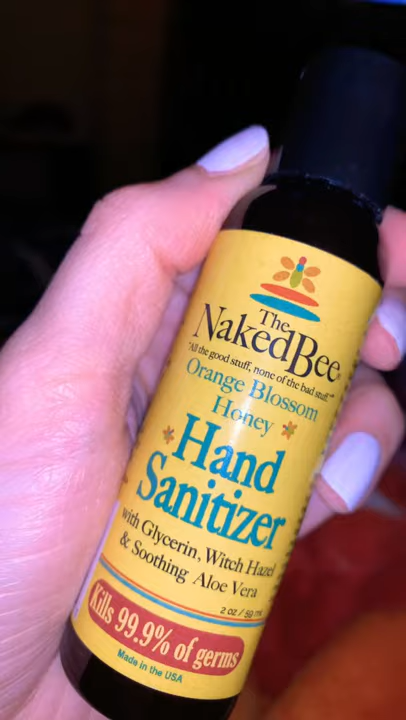 The
NakedBee®
"All the good stuff, none of the bad stuff."
Orange Blossom
Honey
Hand
Sanitizer
with Glycerin, Witch Hazel
& Soothing Aloe Vera
2 oz / 59 mL
Kills 99.9% of germs
Made in the USA